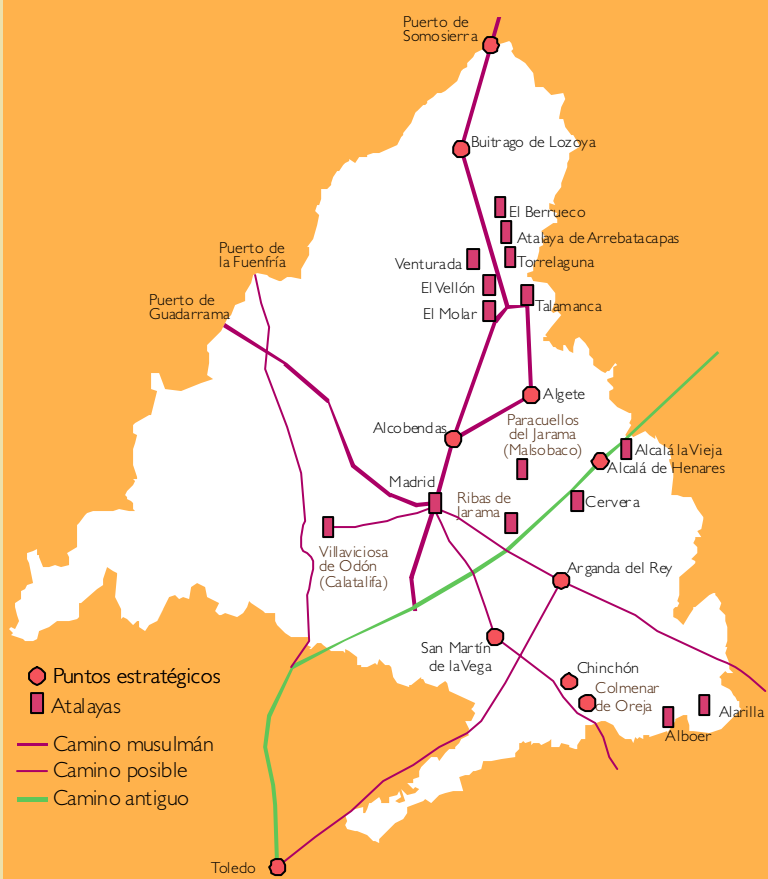 Puerto de
Somosierra
Buitrago de Lozoya
El Berrueco
Atalaya de Arrebatacapas
Puerto de
la Fuenfría
Venturada
Torrelaguna
El Vellón
Puerto de
Guadarrama
El Molar
Talamanca
Algete
Alcobendas
Paracuellos
del Jarama
(Malsobaco)
Alcalá la Vieja
Alcalá de Henares
Madrid
Ribas de
Jarama
Cervera
Villaviciosa
de Odón
(Calatalifa)
Arganda del Rey
San Martín
de la Vega
Chinchón
Colmenar
de Oreja
Alarilla
Alboer
Puntos estratégicos
Atalayas
Camino musulmán
Camino posible
Camino antiguo
Toledo